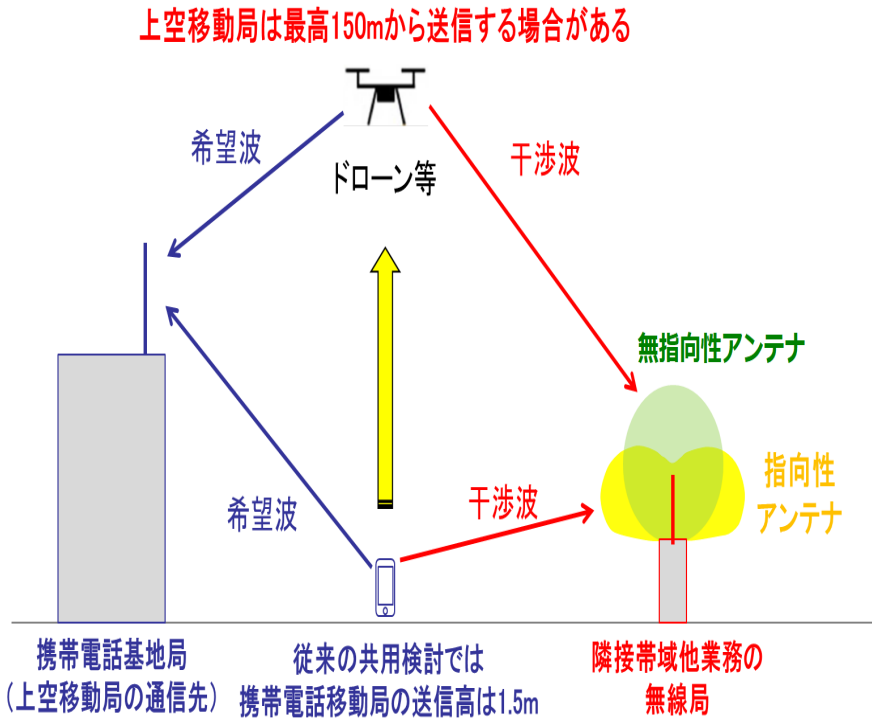 上空移動局は最高150mから送信する場合がある
希望波
干渉波
ドローン等
無指向性アンテナ
指向性
アンテナ
希望波
干渉波
携帯電話基地局
（上空移動局の通信先）
従来の共用検討では
携帯電話移動局の送信高は1.5m
隣接帯域他業務の
無線局